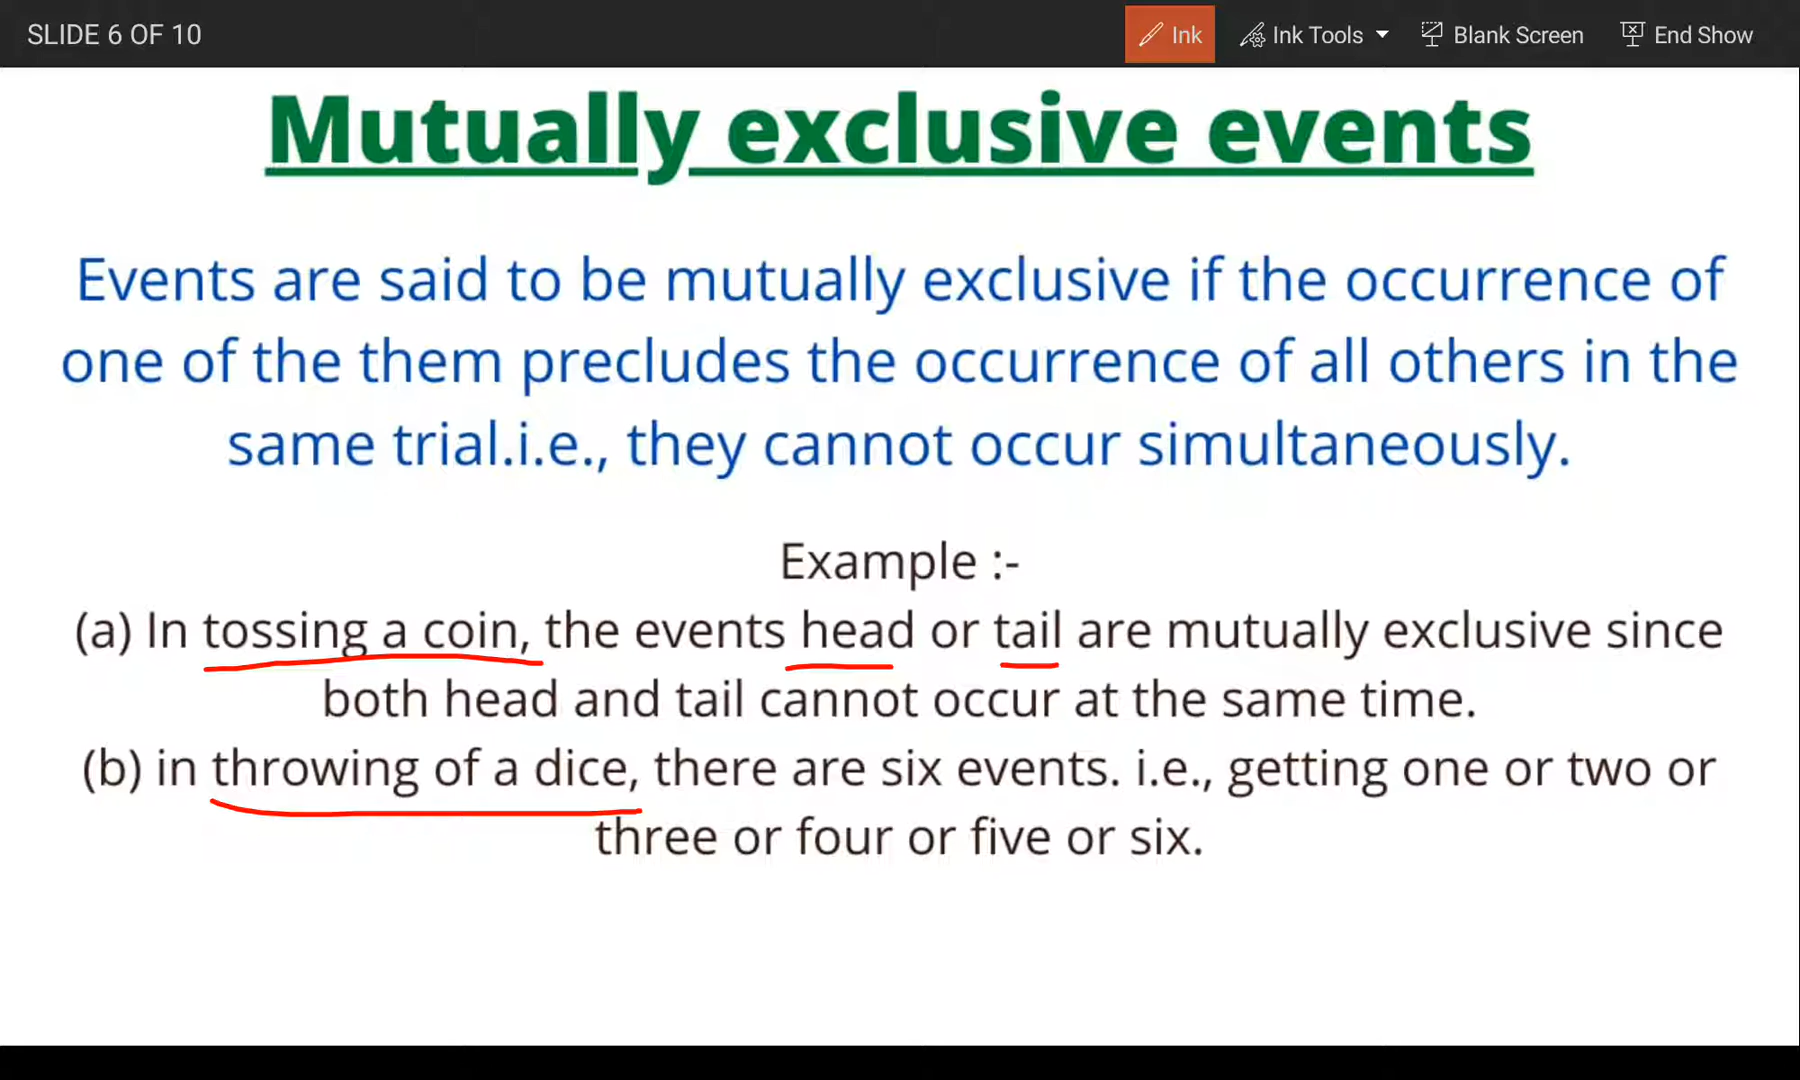 SLIDE 6 OF 10
Ink
Ink Tools
Blank Screen
End Show
Mutually exclusive events
Events are said to be mutually exclusive if the occurrence of
one of the them precludes the occurrence of all others in the
same trial.i.e., they cannot occur simultaneously.
Example :-
(a) In tossing a coin, the events head or tail are mutually exclusive since
both head and tail cannot occur at the same time.
(b) in throwing of a dice, there are six events. i.e., getting one or two or
three or four or five or six.